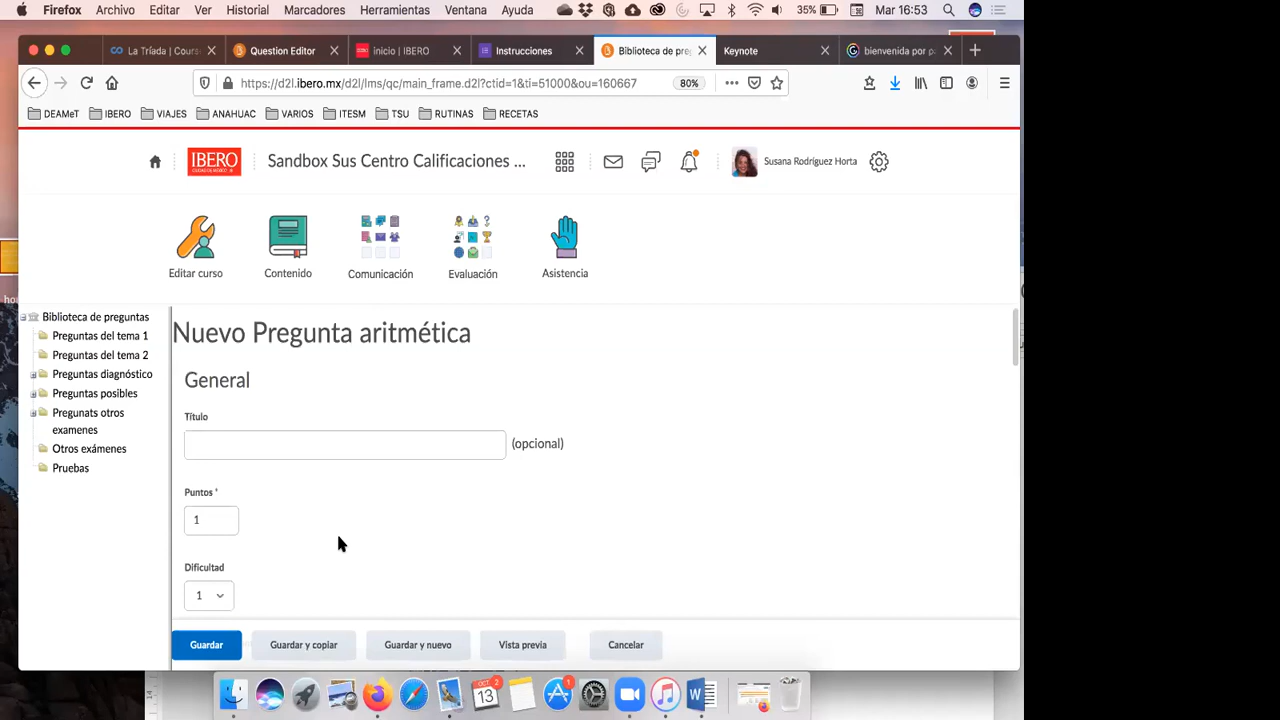 Firefox Archivo Editar Ver Historial Marcadores Herramientas Ventana Ayuda 35% Mar 16:53
La Tríada | Cours Question Editor inicio | IBERO Instrucciones Biblioteca de pre Keynote bienvenida por p
https://d2l.ibero.mx/d2l/lms/qc/main_frame.d2l?ctid=1&ti=51000&ou=160667 80%
DEAMeT IBERO VIAJES ANAHUAC VARIOS ITESM TSU RUTINAS RECETAS
IBERO Sandbox Sus Centro Calificaciones ... Susana Rodríguez Horta
Editar curso Contenido Comunicación Evaluación Asistencia
Biblioteca de preguntas
Preguntas del tema 1
Preguntas del tema 2
Preguntas diagnóstico
Preguntas posibles
Pregunats otros
examenes
Otros exámenes
Pruebas
Nuevo Pregunta aritmética
General
Título
(opcional)
Puntos *
1
Dificultad
1
Guardar Guardar y copiar Guardar y nuevo Vista previa Cancelar
OCT 2
13 1